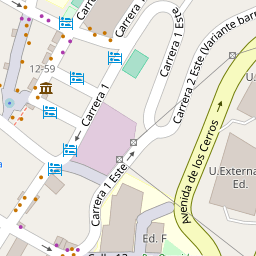 Carrera 1 Este
12-59
Carrera 1
Carrera 2 Este (Variante
Avenida de los Cerros
U.Externa
Ed.
Carrera 1 Este
Ed. F